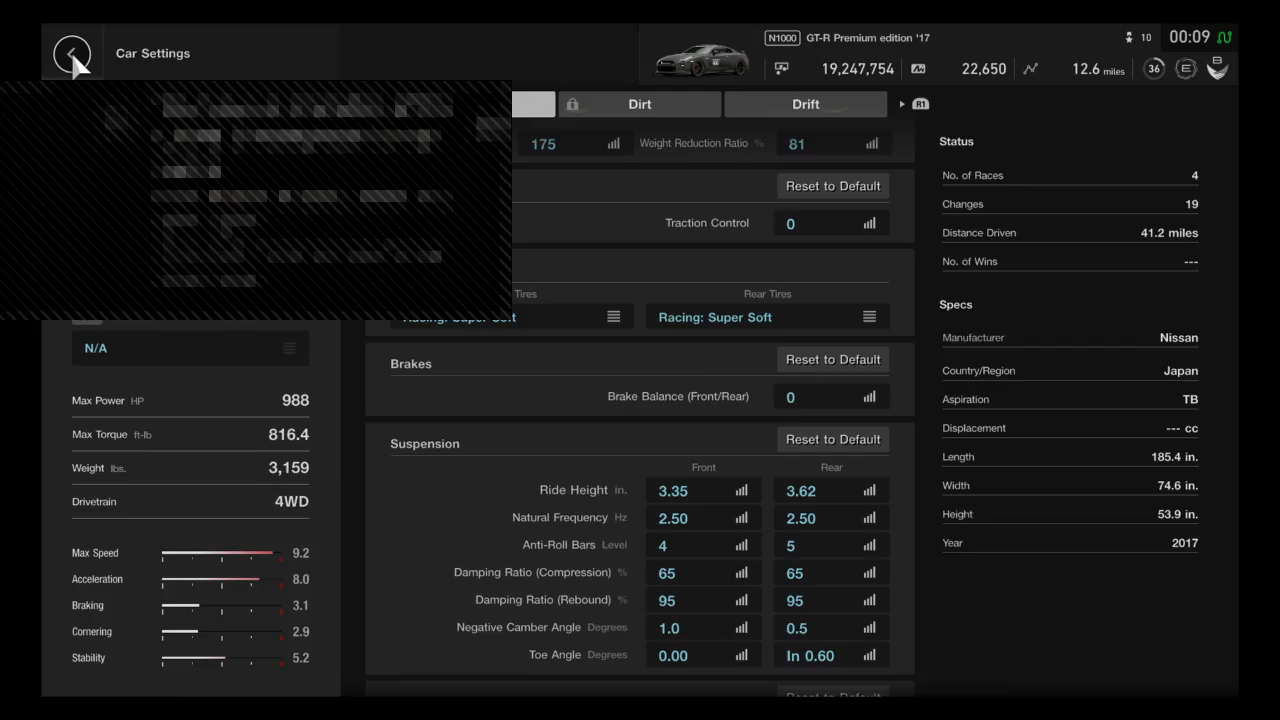 N1000 GT-R Premium edition '17 10 00:09
Car Settings
19,247,754 22,650 12.6 miles 36 E B
Dirt Drift R1
175 Weight Reduction Ratio % 81
Reset to Default
Traction Control 0
Tires Rear Tires
Racing: Super Soft Racing: Super Soft
Brakes Reset to Default
Brake Balance (Front/Rear) 0
Suspension Reset to Default
Front Rear
Ride Height in. 3.35 3.62
Natural Frequency Hz 2.50 2.50
Anti-Roll Bars Level 4 5
Damping Ratio (Compression) % 65 65
Damping Ratio (Rebound) % 95 95
Negative Camber Angle Degrees 1.0 0.5
Toe Angle Degrees 0.00 In 0.60
Reset to Default
N/A
Max Power HP 988
Max Torque ft-lb 816.4
Weight lbs. 3,159
Drivetrain 4WD
Max Speed 9.2
Acceleration 8.0
Braking 3.1
Cornering 2.9
Stability 5.2
Status
No. of Races 4
Changes 19
Distance Driven 41.2 miles
No. of Wins ---
Specs
Manufacturer Nissan
Country/Region Japan
Aspiration TB
Displacement --- cc
Length 185.4 in.
Width 74.6 in.
Height 53.9 in.
Year 2017